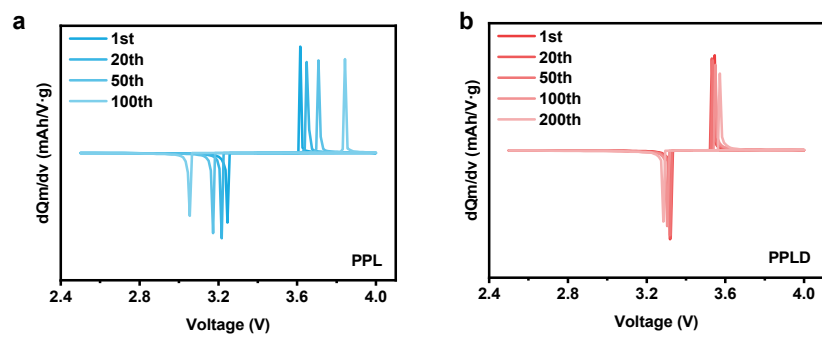 a
1st
20th
50th
100th
dQm/dv (mAh/V·g)
PPL
2.4 2.8 3.2 3.6 4.0
Voltage (V)
b
1st
20th
50th
100th
200th
dQm/dv (mAh/V·g)
PPLD
2.4 2.8 3.2 3.6 4.0
Voltage (V)